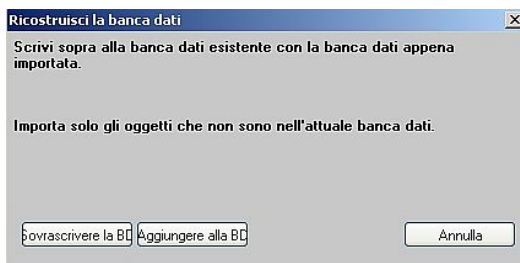 Ricostruisci la banca dati
Scrivi sopra alla banca dati esistente con la banca dati appena
importata.
Importa solo gli oggetti che non sono nell'attuale banca dati.
Sovrascrivere la BD Aggiungere alla BD Annulla